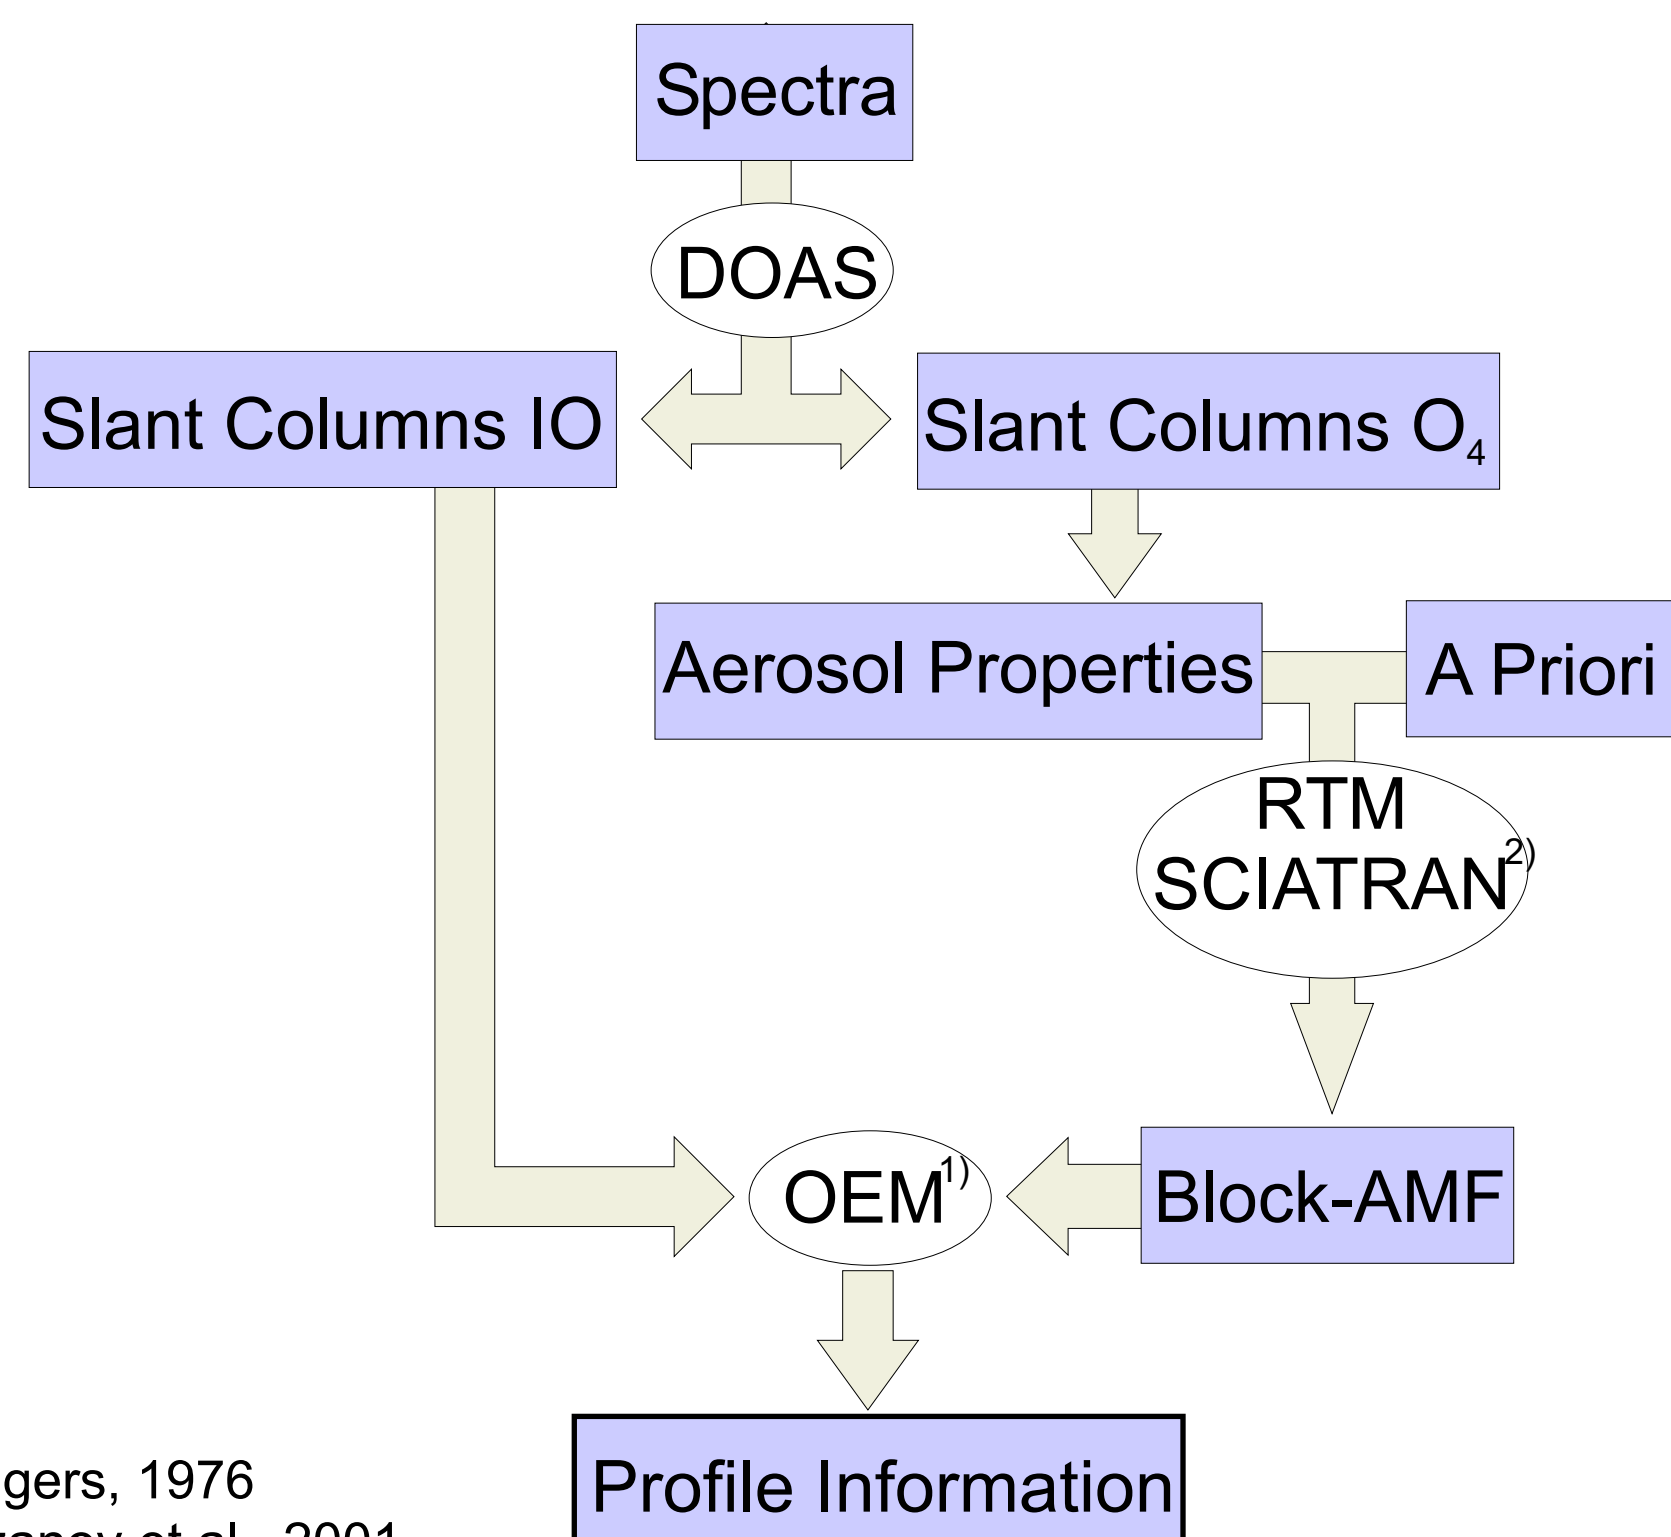 Spectra
DOAS
Slant Columns IO
Slant Columns O4
Aerosol Properties
A Priori
RTM
SCIATRAN2)
OEM1)
Block-AMF
Profile Information
1976
2001